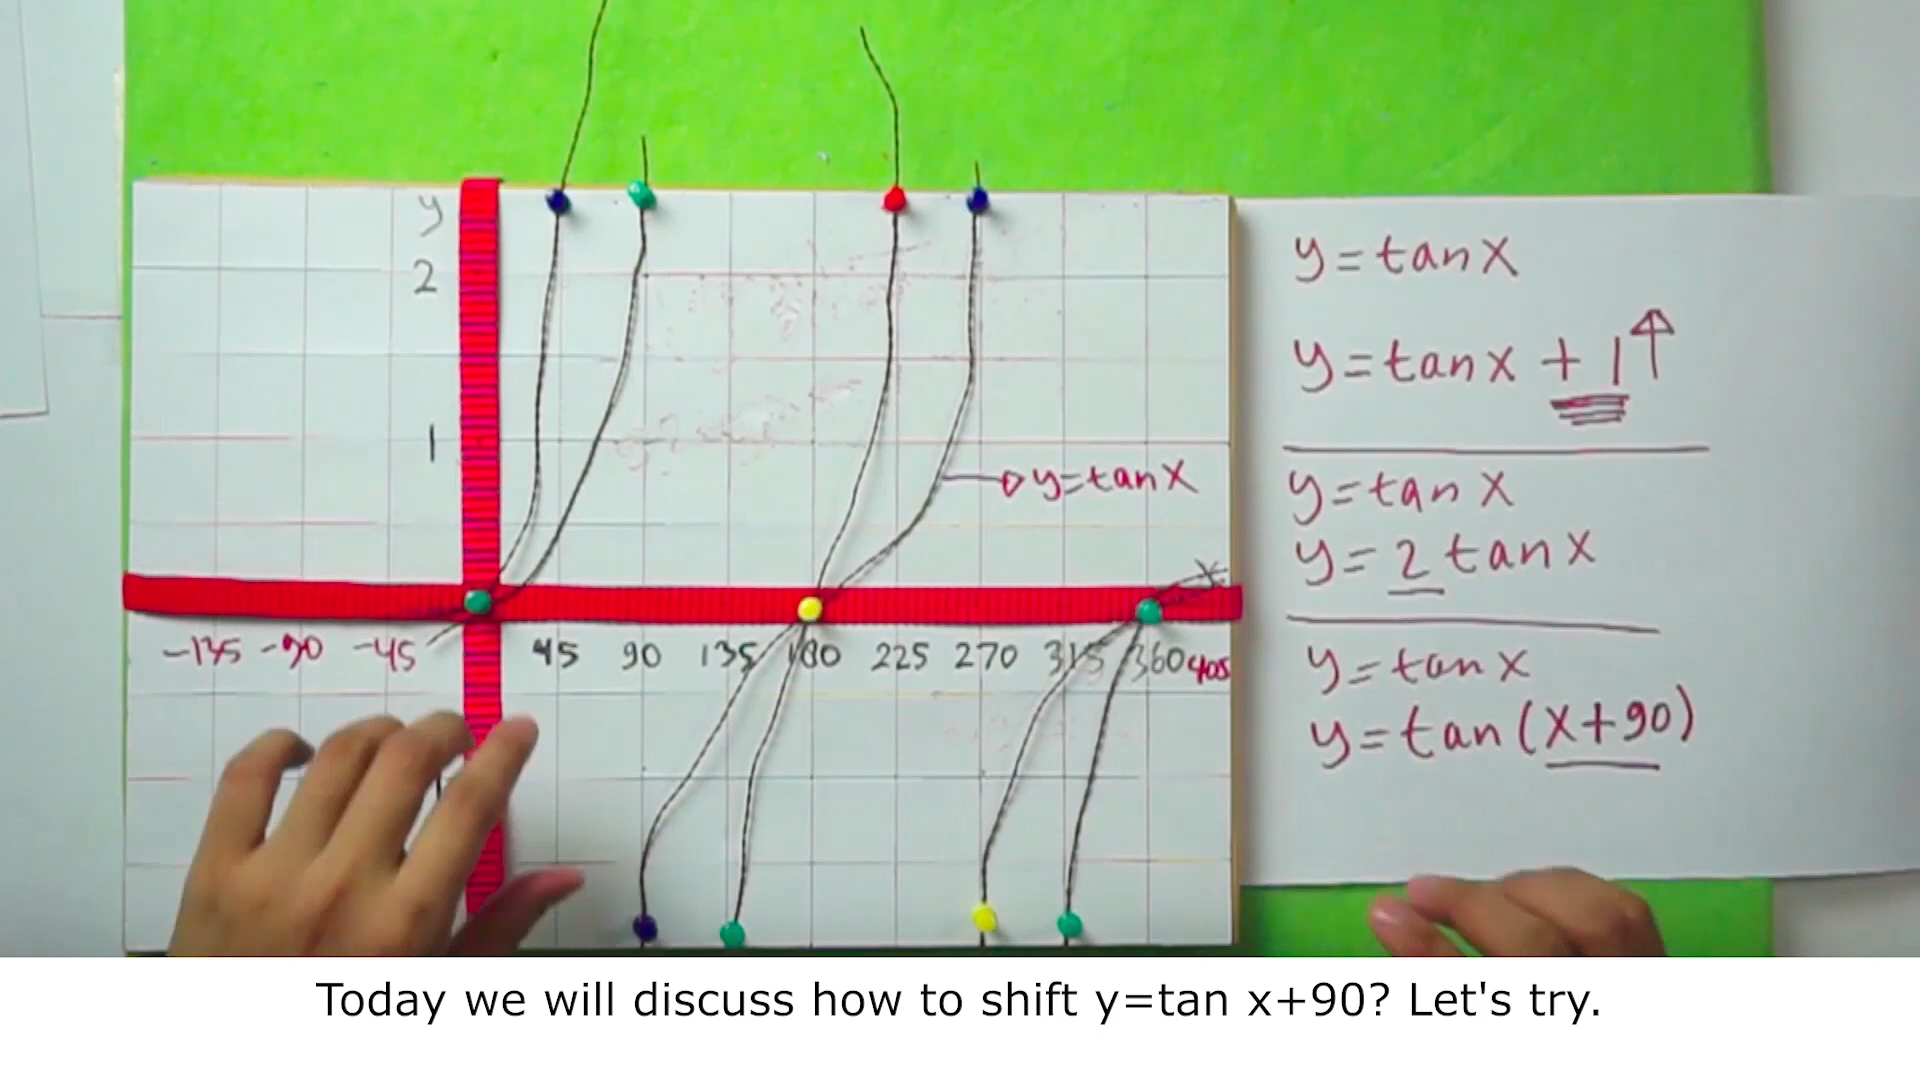 y
2
1
y=tanx
x
-135 -90 -45 45 90 135 180 225 270 315 360 405
y=tanx
y=tanx +1
y=tanx
y=2tanx
y=tanx
y=tan(x+90)
Today we will discuss how to shift y=tan x+90? Let's try.